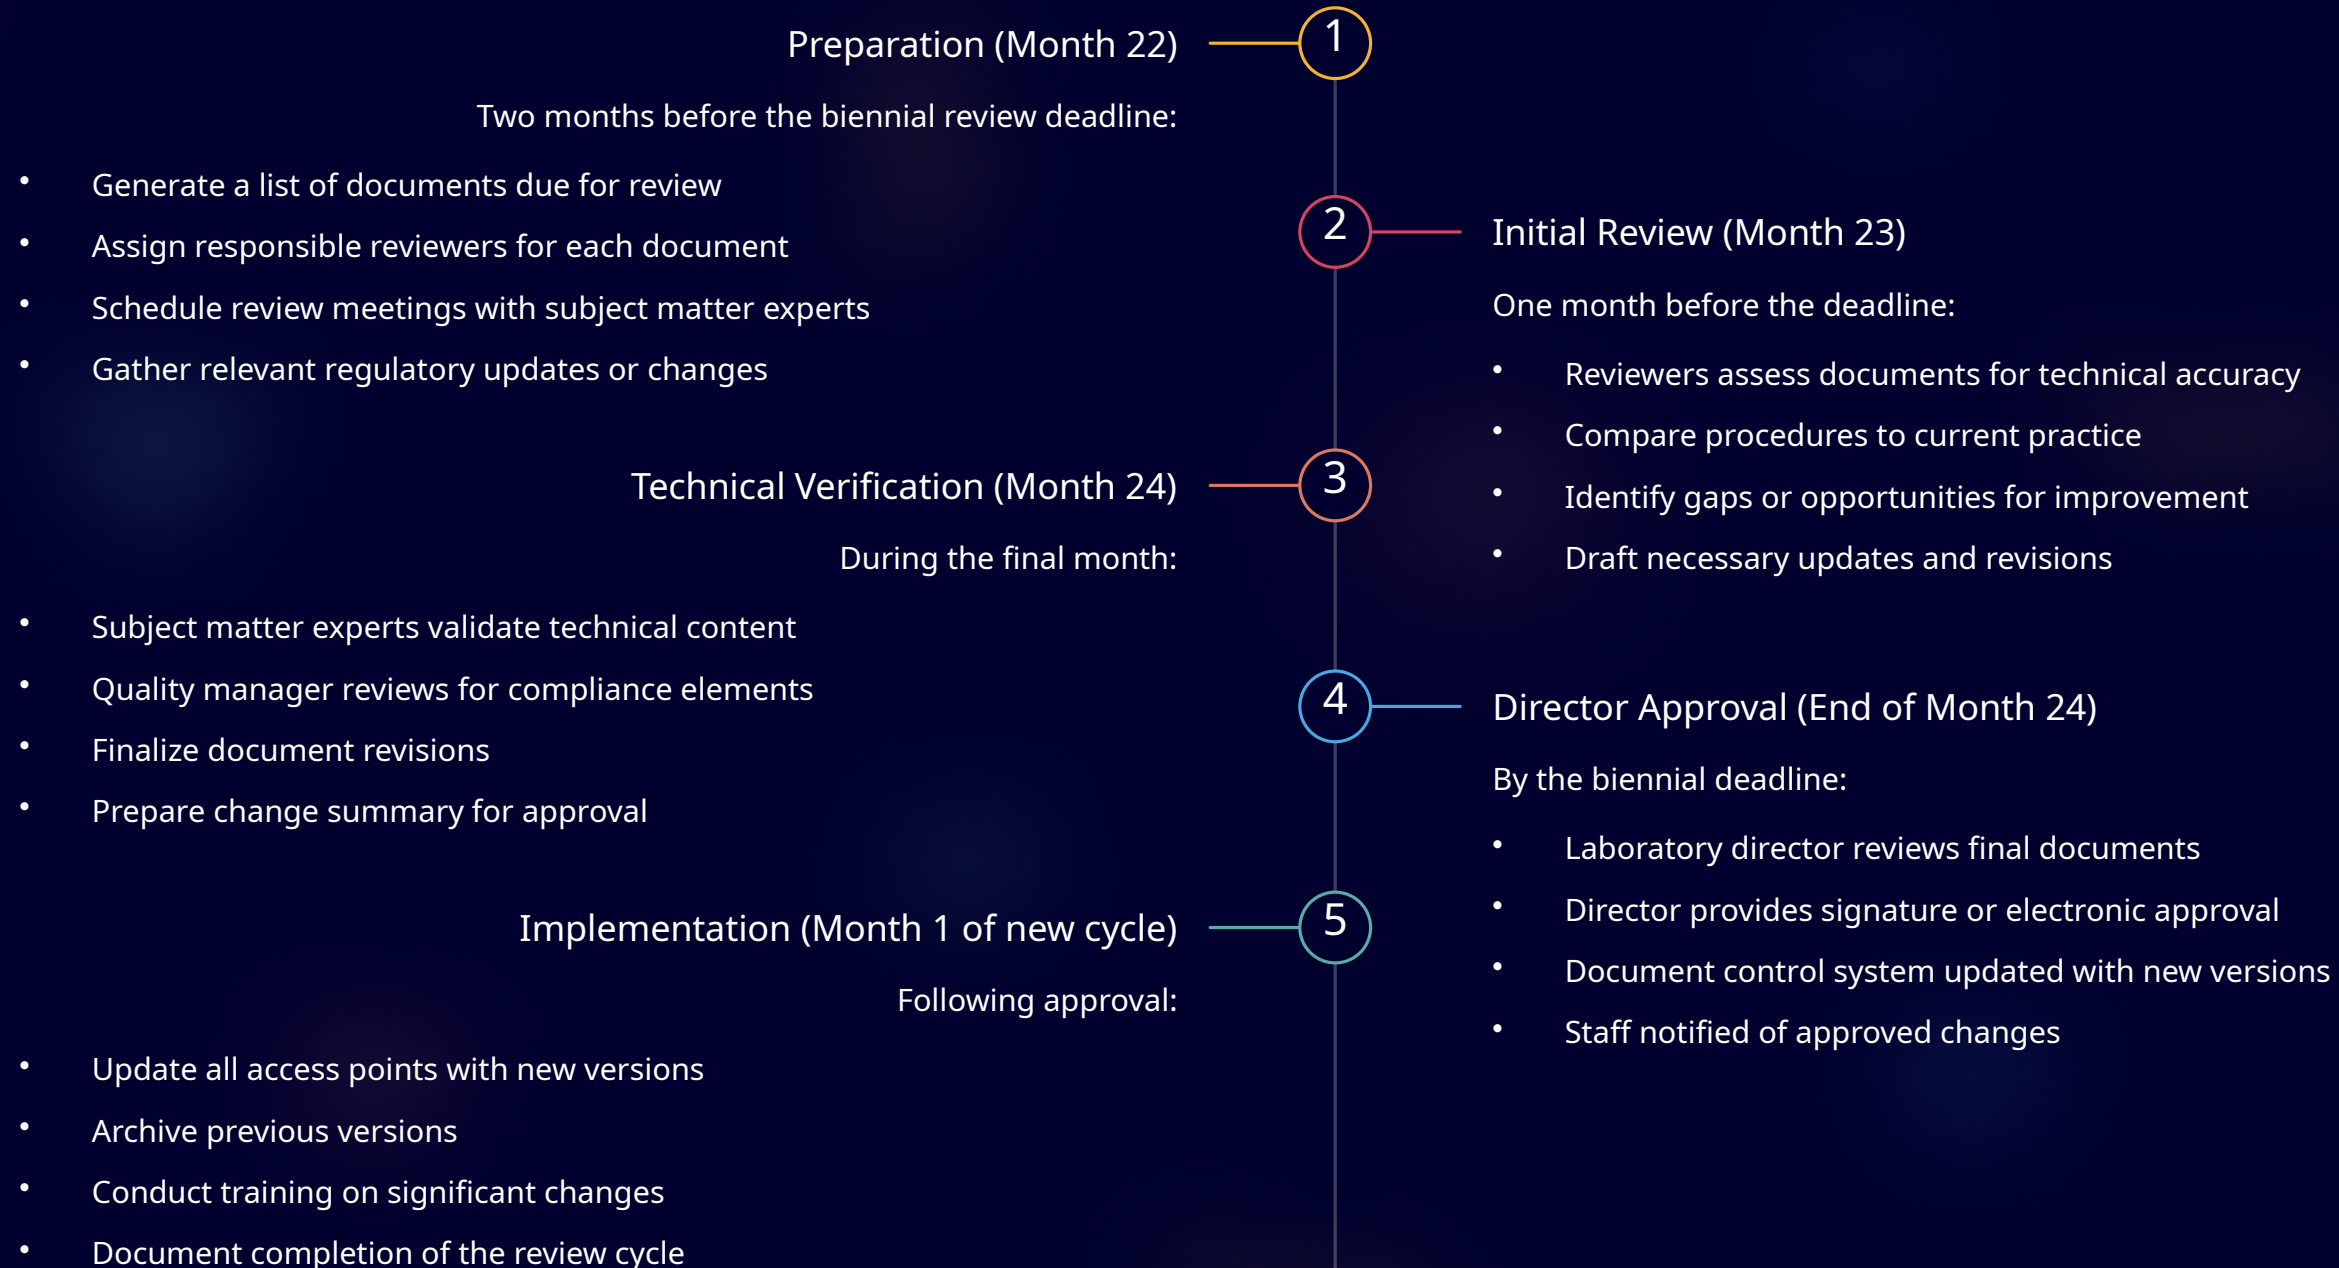 1
Preparation (Month 22)
Two months before the biennial review deadline:
• Generate a list of documents due for review
• Assign responsible reviewers for each document
• Schedule review meetings with subject matter experts
• Gather relevant regulatory updates or changes
2
Initial Review (Month 23)
One month before the deadline:
• Reviewers assess documents for technical accuracy
• Compare procedures to current practice
• Identify gaps or opportunities for improvement
• Draft necessary updates and revisions
3
Technical Verification (Month 24)
During the final month:
• Subject matter experts validate technical content
• Quality manager reviews for compliance elements
• Finalize document revisions
• Prepare change summary for approval
4
Director Approval (End of Month 24)
By the biennial deadline:
• Laboratory director reviews final documents
• Director provides signature or electronic approval
• Document control system updated with new versions
• Staff notified of approved changes
5
Implementation (Month 1 of new cycle)
Following approval:
• Update all access points with new versions
• Archive previous versions
• Conduct training on significant changes
• Document completion of the review cycle